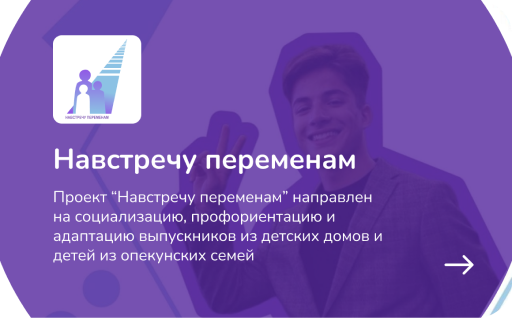 НАВСТРЕЧУ ПЕРЕМЕНАМ
Навстречу переменам
Проект “Навстречу переменам” направлен
на социализацию, профориентацию и
адаптацию выпускников из детских домов и
детей из опекунских семей